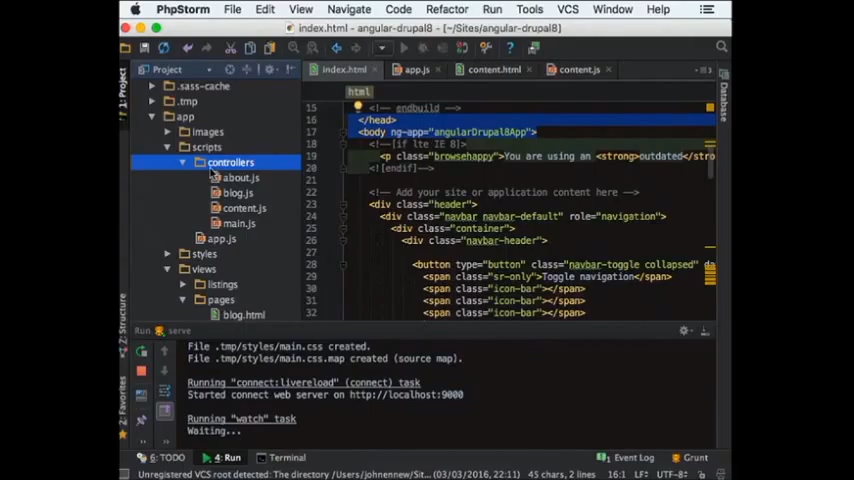 PhpStorm File Edit View Navigate Code Refactor Run Tools VCS Window Help
index.html - angular-drupal8 - [~/Sites/angular-drupal8]
Project
index.html
app.js
content.html
content.js
1: Project
Database
.sass-cache
.tmp
app
images
scripts
controllers
about.js
blog.js
content.js
main.js
app.js
styles
views
listings
pages
blog.html
html
15 <!-- endbuild -->
16 </head>
17 <body ng-app="angularDrupal8App">
18 <!--[if lte IE 8]>
19 <p class="browsehappy">You are using an <strong>outdated</stro
20 <![endif]-->
21
22 <!-- Add your site or application content here -->
23 <div class="header">
24 <div class="navbar navbar-default" role="navigation">
25 <div class="container">
26 <div class="navbar-header">
27
28 <button type="button" class="navbar-toggle collapsed" da
29 <span class="sr-only">Toggle navigation</span>
30 <span class="icon-bar"></span>
31 <span class="icon-bar"></span>
32 <span class="icon-bar"></span>
Z: Structure
2: Favorites
Run serve
File .tmp/styles/main.css created.
File .tmp/styles/main.css.map created (source map).
Running "connect:livereload" (connect) task
Started connect web server on http://localhost:9000
Running "watch" task
Waiting...
6: TODO
4: Run
Terminal
1 Event Log
Grunt
Unregistered VCS root detected: The directory /Users/johnennew/Sit... (03/03/2016, 22:11) 45 chars, 2 lines 16:1 LF÷ UTF-8÷